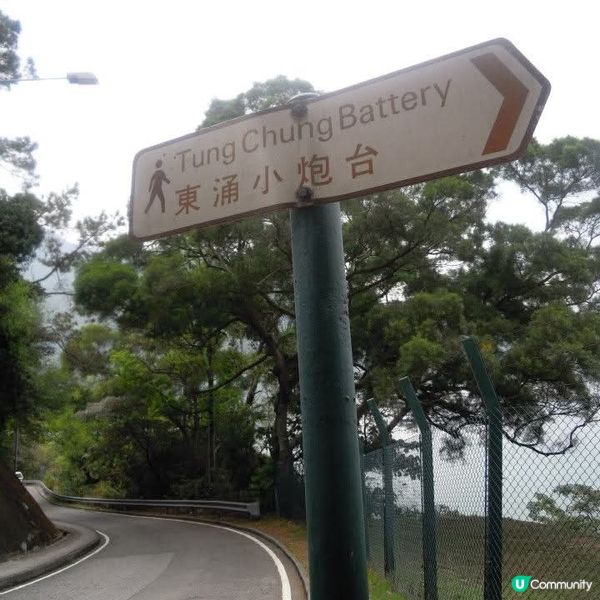 Tung Chung Battery
東涌小炮台
U Community